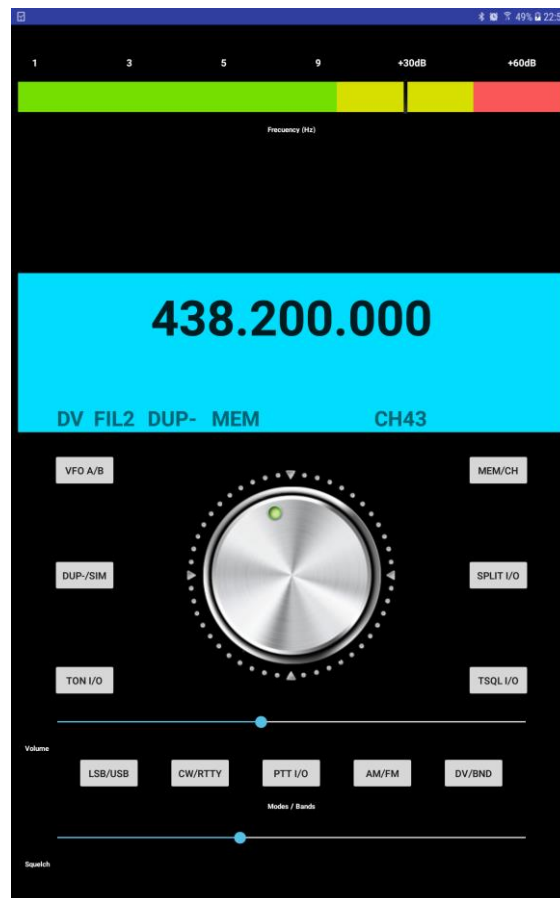 49% 22:5
1 3 5 9 +30dB +60dB
Frecuency (Hz)
438.200.000
DV FIL2 DUP- MEM CH43
VFO A/B MEM/CH
DUP-/SIM SPLIT I/O
TON I/O TSQL I/O
Volume
LSB/USB CW/RTTY PTT I/O AM/FM DV/BND
Modes / Bands
Squelch